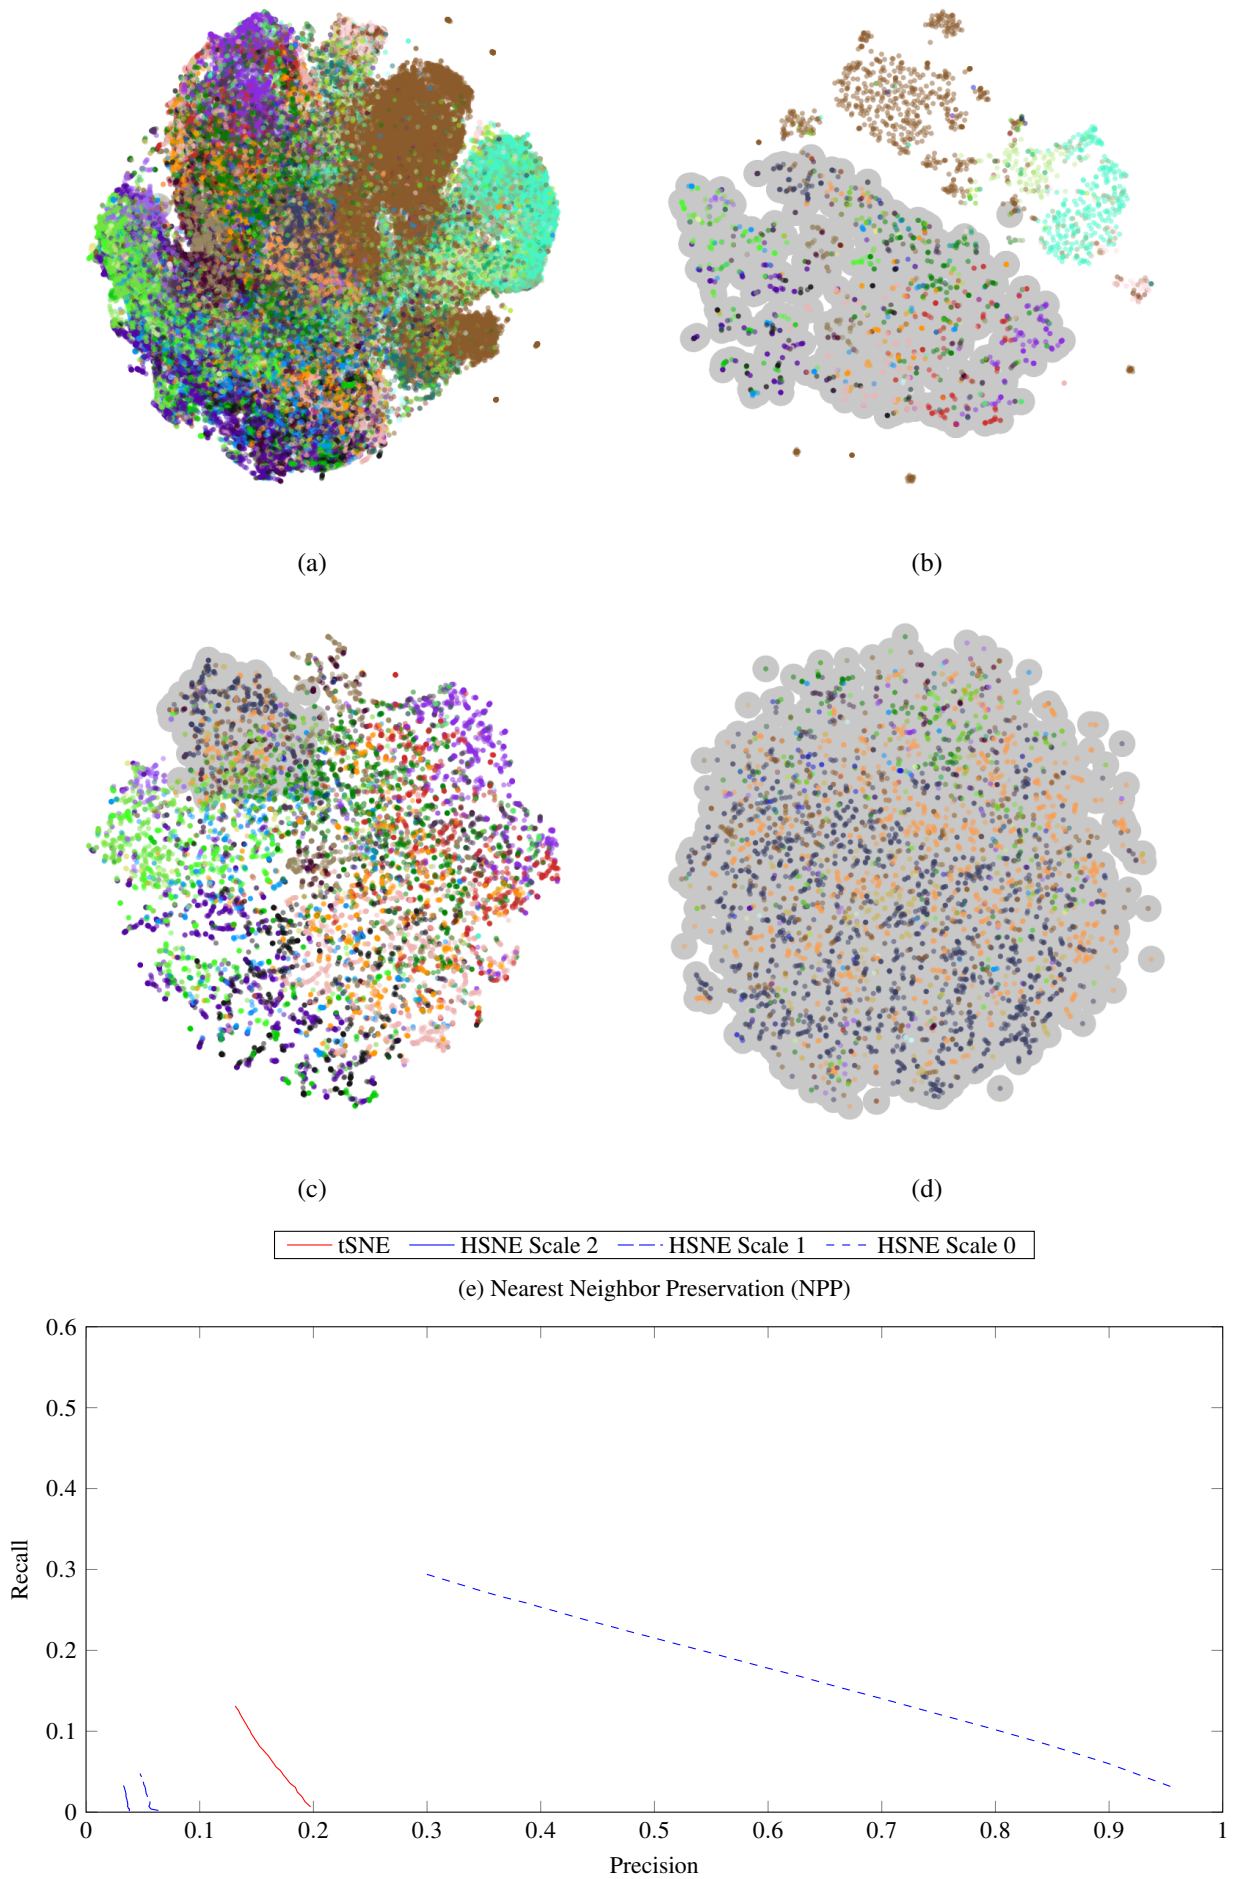 (a)
(b)
(c)
(d)
tSNE HSNE Scale 2 HSNE Scale 1 HSNE Scale 0
(e) Nearest Neighbor Preservation (NPP)
0.6
0.5
0.4
0.3
0.2
0.1
0
Recall
0 0.1 0.2 0.3 0.4 0.5 0.6 0.7 0.8 0.9 1
Precision